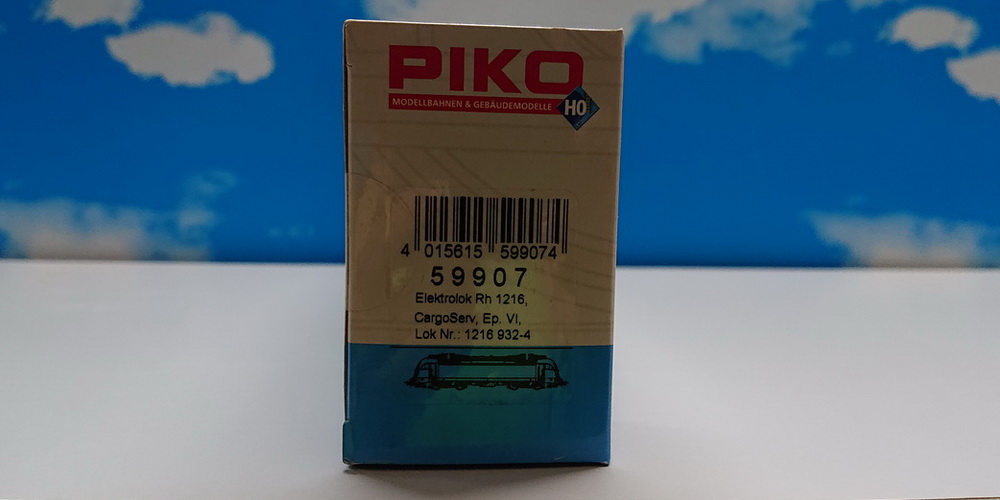 PIKO
MODELLBAHNEN & GEBÄUDEMODELLE
H0
4 015615 599074
59907
Elektrolok Rh 1216,
CargoServ, Ep. VI,
Lok Nr.: 1216 932-4